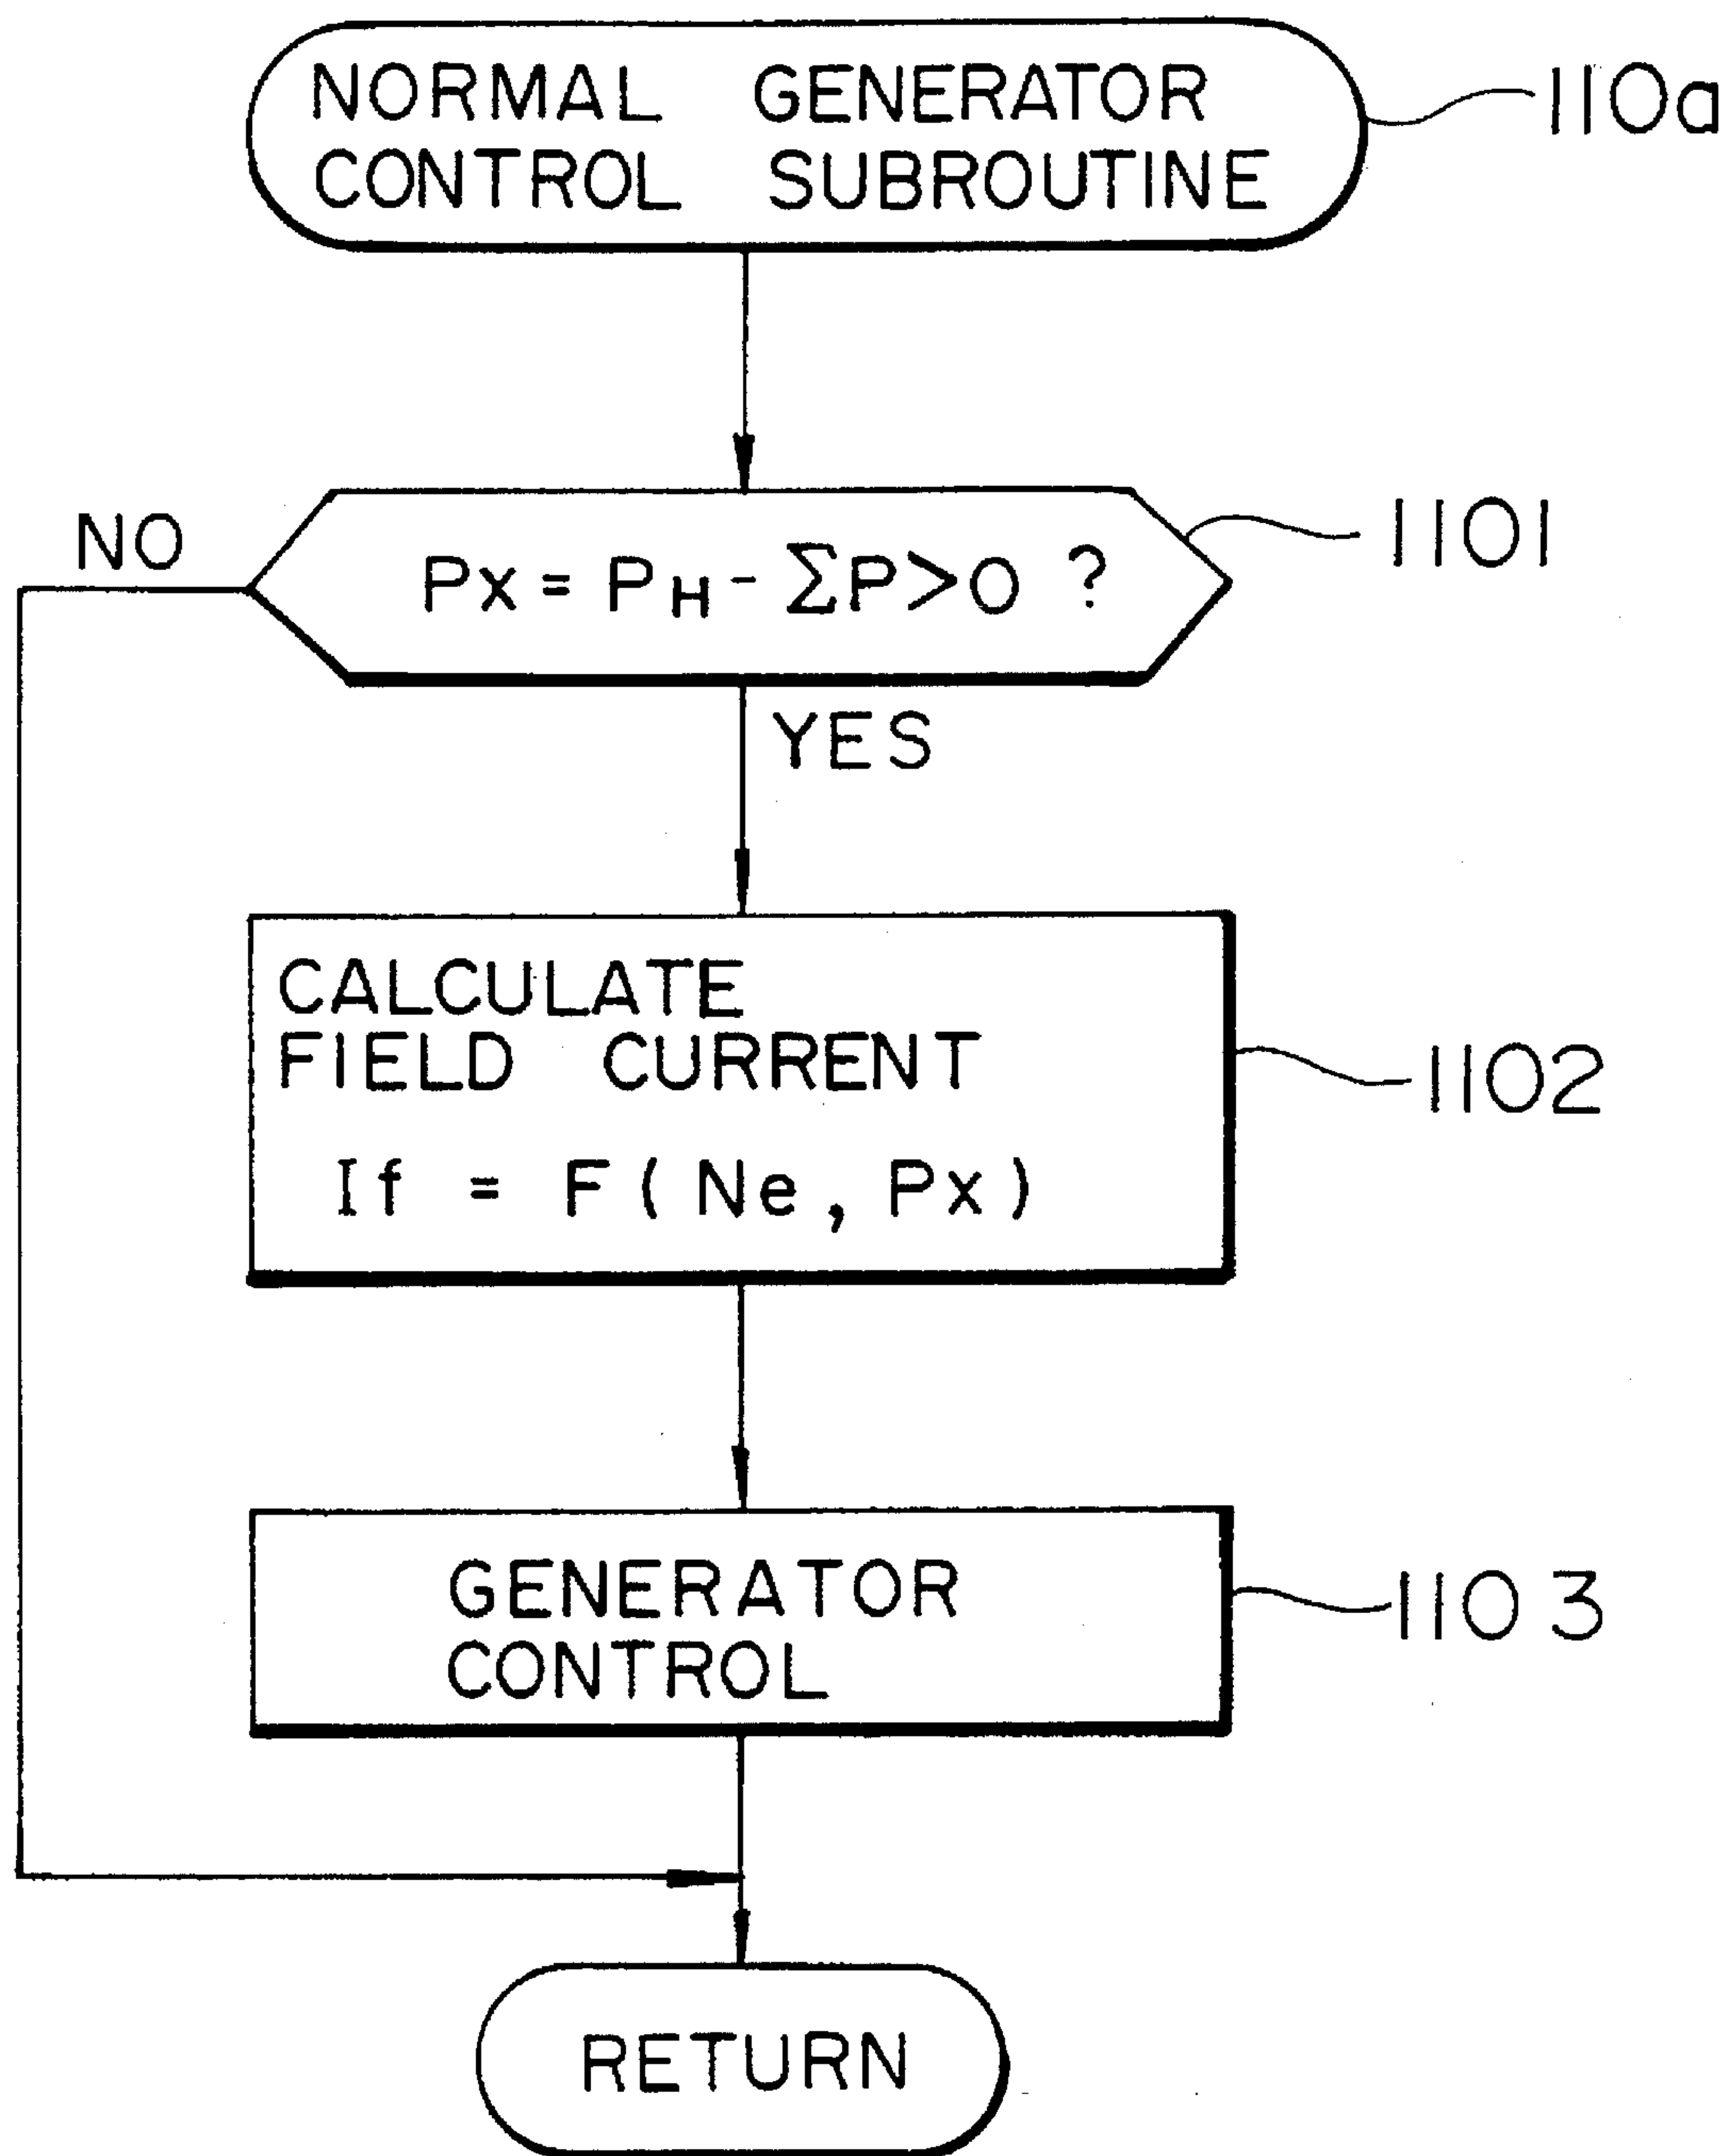 NORMAL GENERATOR
CONTROL SUBROUTINE
110a
NO
Px = PH - ΣP>O ?
1101
YES
CALCULATE
FIELD CURRENT
If = F ( Ne , Px )
1102
GENERATOR
CONTROL
1103
RETURN